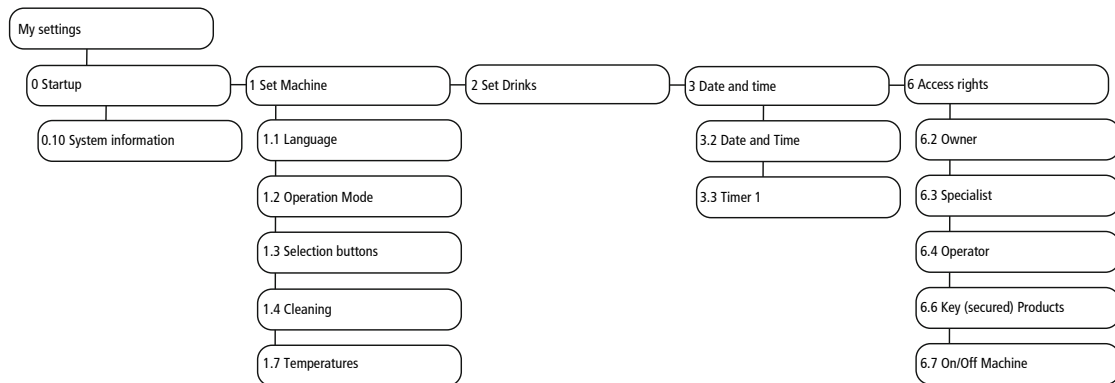 My settings
0 Startup
0.10 System information
1 Set Machine
1.1 Language
1.2 Operation Mode
1.3 Selection buttons
1.4 Cleaning
1.7 Temperatures
2 Set Drinks
3 Date and time
3.2 Date and Time
3.3 Timer 1
6 Access rights
6.2 Owner
6.3 Specialist
6.4 Operator
6.6 Key (secured) Products
6.7 On/Off Machine